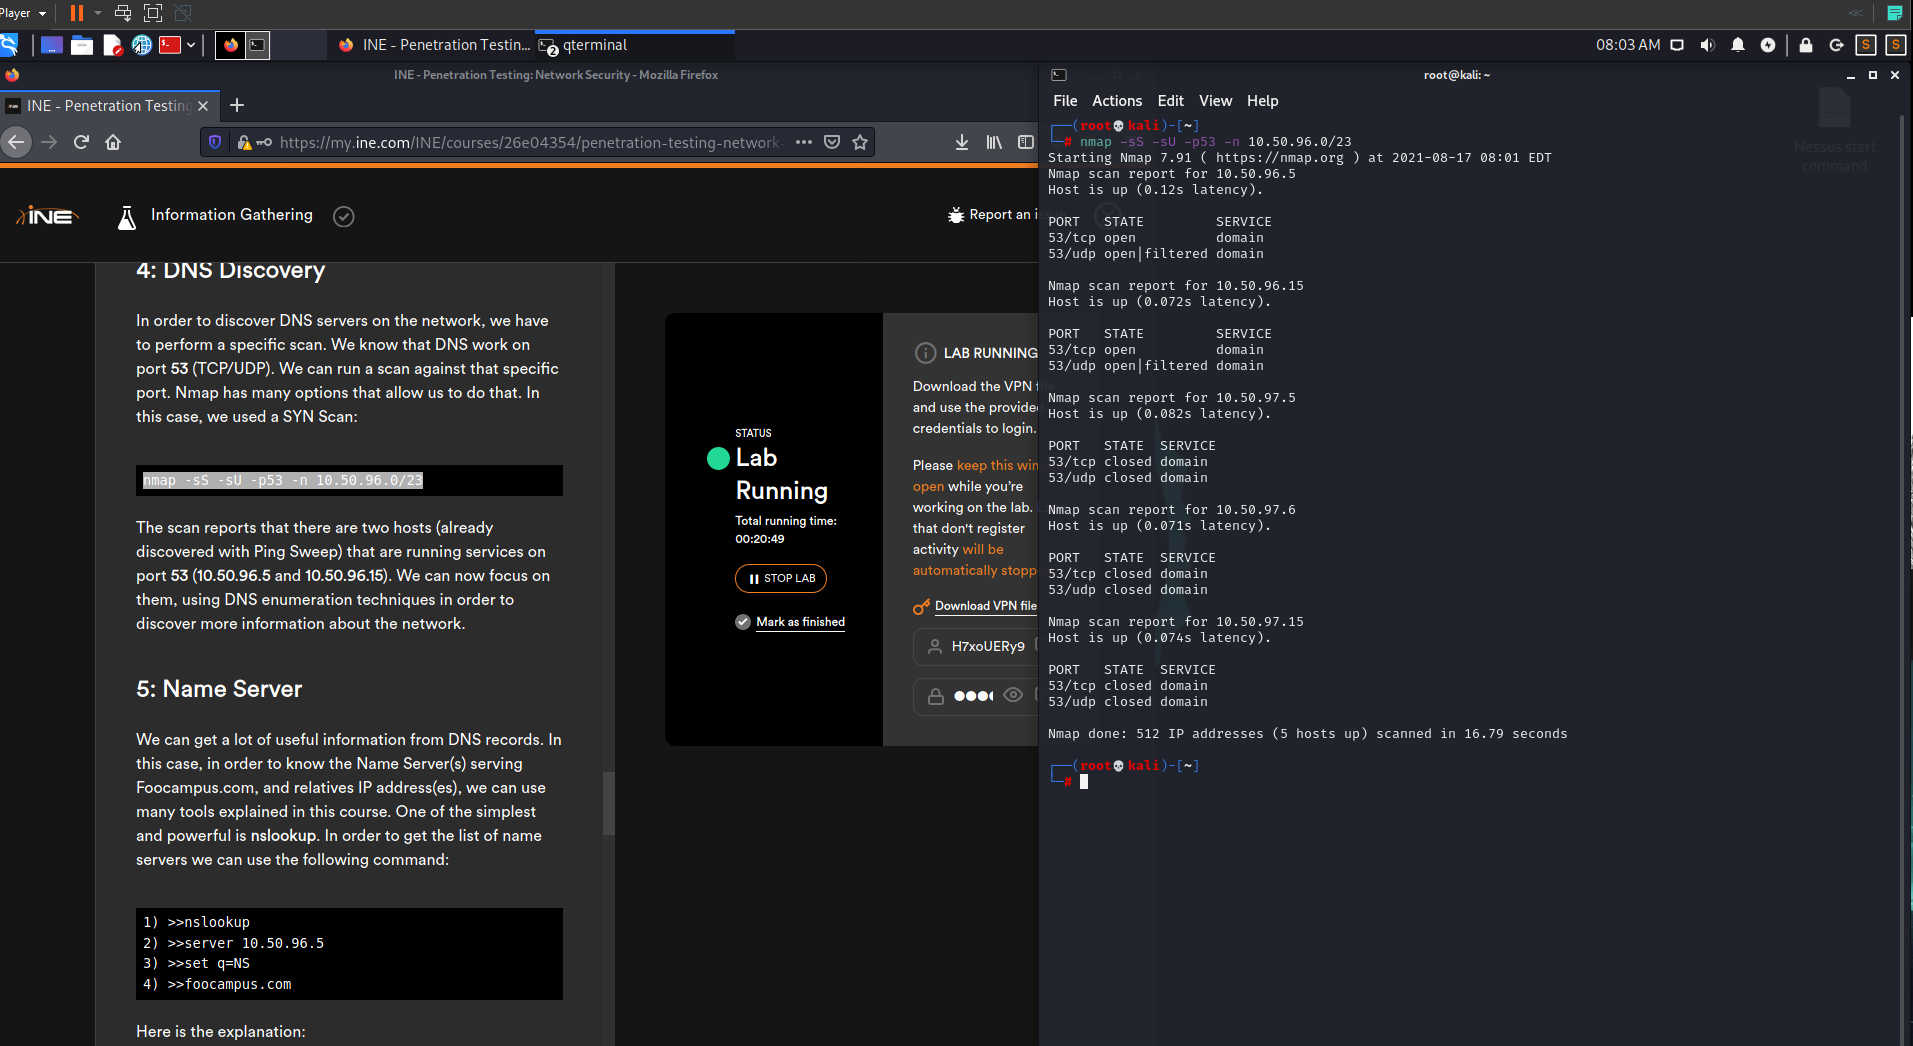 Player
INE - Penetration Testin...
2
qterminal
08:03 AM
S
S
INE - Penetration Testing: Network Security - Mozilla Firefox
root@kali: ~
INE - Penetration Testing
https://my.ine.com/INE/courses/26e04354/penetration-testing-network-
File Actions Edit View Help
INE
Information Gathering
Report an i
4: DNS Discovery
In order to discover DNS servers on the network, we have
to perform a specific scan. We know that DNS work on
port 53 (TCP/UDP). We can run a scan against that specific
port. Nmap has many options that allow us to do that. In
this case, we used a SYN Scan:
nmap -sS -sU -p53 -n 10.50.96.0/23
The scan reports that there are two hosts (already
discovered with Ping Sweep) that are running services on
port 53 (10.50.96.5 and 10.50.96.15). We can now focus on
them, using DNS enumeration techniques in order to
discover more information about the network.
5: Name Server
We can get a lot of useful information from DNS records. In
this case, in order to know the Name Server(s) serving
Foocampus.com, and relatives IP address(es), we can use
many tools explained in this course. One of the simplest
and powerful is nslookup. In order to get the list of name
servers we can use the following command:
1) >>nslookup
2) >>server 10.50.96.5
3) >>set q=NS
4) >>foocampus.com
Here is the explanation:
STATUS
Lab
Running
Total running time:
00:20:49
STOP LAB
Mark as finished
LAB RUNNING
Download the VPN fi
and use the provide
credentials to login.
Please keep this win
open while you're
working on the lab.
that don't register
activity will be
automatically stopp
Download VPN file
H7xoUERy9
Nessus start
command
┌──(root💀kali)-[~]
└─# nmap -sS -sU -p53 -n 10.50.96.0/23
Starting Nmap 7.91 ( https://nmap.org ) at 2021-08-17 08:01 EDT
Nmap scan report for 10.50.96.5
Host is up (0.12s latency).
PORT STATE SERVICE
53/tcp open domain
53/udp open|filtered domain
Nmap scan report for 10.50.96.15
Host is up (0.072s latency).
PORT STATE SERVICE
53/tcp open domain
53/udp open|filtered domain
Nmap scan report for 10.50.97.5
Host is up (0.082s latency).
PORT STATE SERVICE
53/tcp closed domain
53/udp closed domain
Nmap scan report for 10.50.97.6
Host is up (0.071s latency).
PORT STATE SERVICE
53/tcp closed domain
53/udp closed domain
Nmap scan report for 10.50.97.15
Host is up (0.074s latency).
PORT STATE SERVICE
53/tcp closed domain
53/udp closed domain
Nmap done: 512 IP addresses (5 hosts up) scanned in 16.79 seconds
┌──(root💀kali)-[~]
└─#